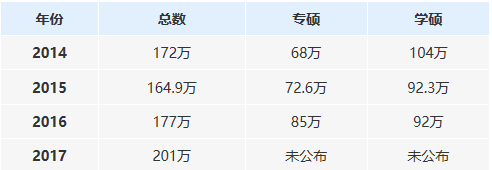 年份 总数 专硕 学硕
2014 172万 68万 104万
2015 164.9万 72.6万 92.3万
2016 177万 85万 92万
2017 201万 未公布 未公布